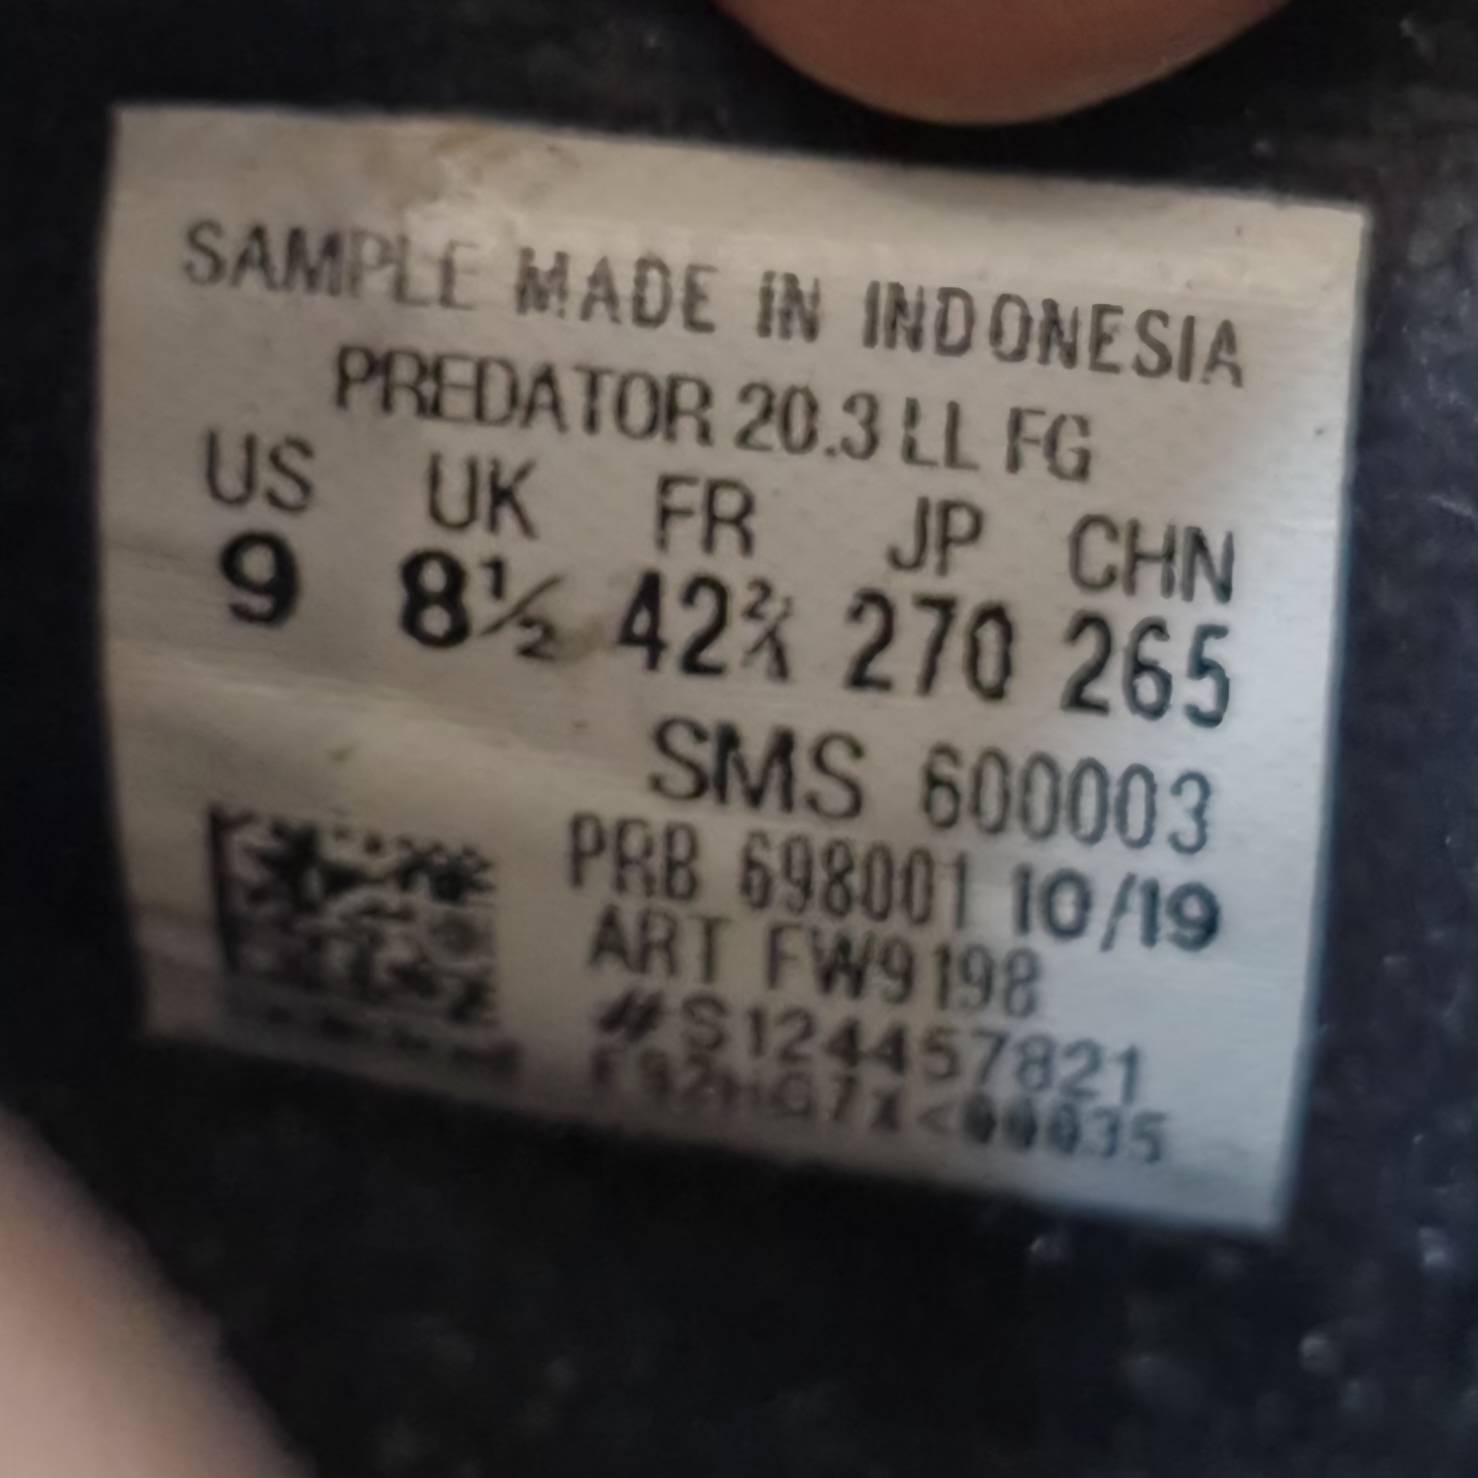 SAMPLE MADE IN INDONESIA
PREDATOR 20.3 LL FG
US UK FR JP CHN
9 8½ 42⅔ 270 265
SMS 600003
PRB 698001 10/19
ART FW9198
#S124457821